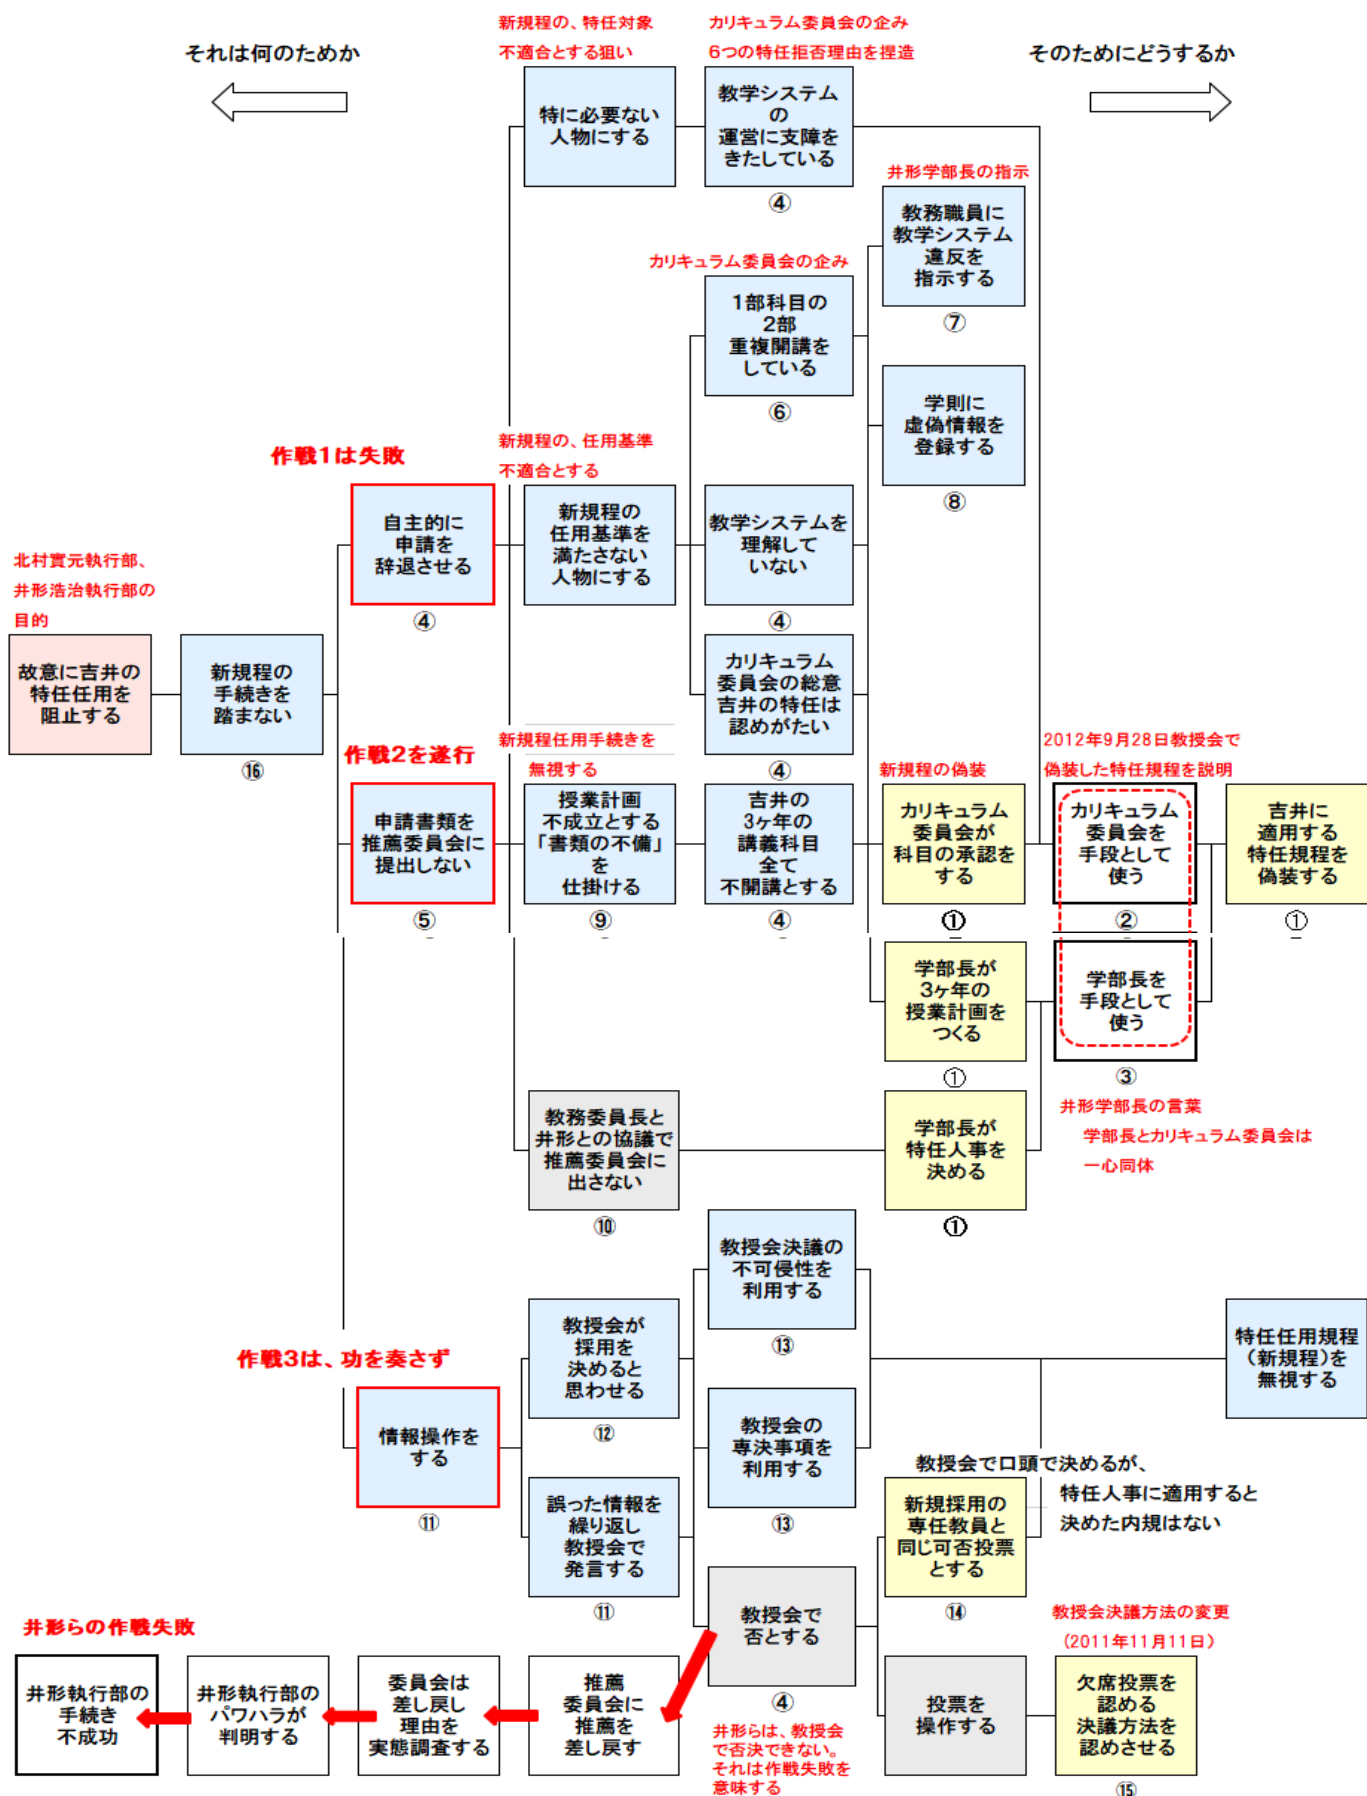 それは何のためか
新規程の、特任対象
不適合とする狙い
カリキュラム委員会の企み
6つの特任拒否理由を捏造
そのためにどうするか
特に必要ない
人物にする
教学システム
の
運営に支障を
きたしている
④
井形学部長の指示
教務職員に
教学システム
違反を
指示する
⑦
カリキュラム委員会の企み
1部科目の
2部
重複開講を
している
⑥
学則に
虚偽情報を
登録する
⑧
作戦1は失敗
新規程の、任用基準
不適合とする
自主的に
申請を
辞退させる
④
新規程の
任用基準を
満たさない
人物にする
教学システムを
理解して
いない
④
北村實元執行部、
井形浩治執行部の
目的
故意に吉井の
特任任用を
阻止する
新規程の
手続きを
踏まない
⑯
カリキュラム
委員会の総意
吉井の特任は
認めがたい
④
作戦2を遂行
新規程任用手続きを
無視する
新規程の偽装
2012年9月28日教授会で
偽装した特任規程を説明
申請書類を
推薦委員会に
提出しない
⑤
授業計画
不成立とする
「書類の不備」
を
仕掛ける
⑨
吉井の
3ヶ年の
講義科目
全て
不開講とする
④
カリキュラム
委員会が
科目の承認を
する
①
カリキュラム
委員会を
手段として
使う
②
吉井に
適用する
特任規程を
偽装する
①
学部長が
3ヶ年の
授業計画を
つくる
①
学部長を
手段として
使う
③
井形学部長の言葉
学部長とカリキュラム委員会は
一心同体
教務委員長と
井形との協議で
推薦委員会に
出さない
⑩
学部長が
特任人事を
決める
①
作戦3は、功を奏さず
情報操作を
する
⑪
教授会が
採用を
決めると
思わせる
⑫
教授会決議の
不可侵性を
利用する
⑬
特任任用規程
(新規程)を
無視する
教授会の
専決事項を
利用する
⑬
誤った情報を
繰り返し
教授会で
発言する
⑪
教授会で口頭で決めるが、
特任人事に適用すると
決めた内規はない
新規採用の
専任教員と
同じ可否投票
とする
⑭
教授会で
否とする
④
井形らは、教授会
で否決できない。
それは作戦失敗を
意味する
教授会決議方法の変更
(2011年11月11日)
投票を
操作する
欠席投票を
認める
決議方法を
認めさせる
⑮
井形らの作戦失敗
井形執行部の
手続き
不成功
井形執行部の
パワハラが
判明する
委員会は
差し戻し
理由を
実態調査する
推薦
委員会に
推薦を
差し戻す